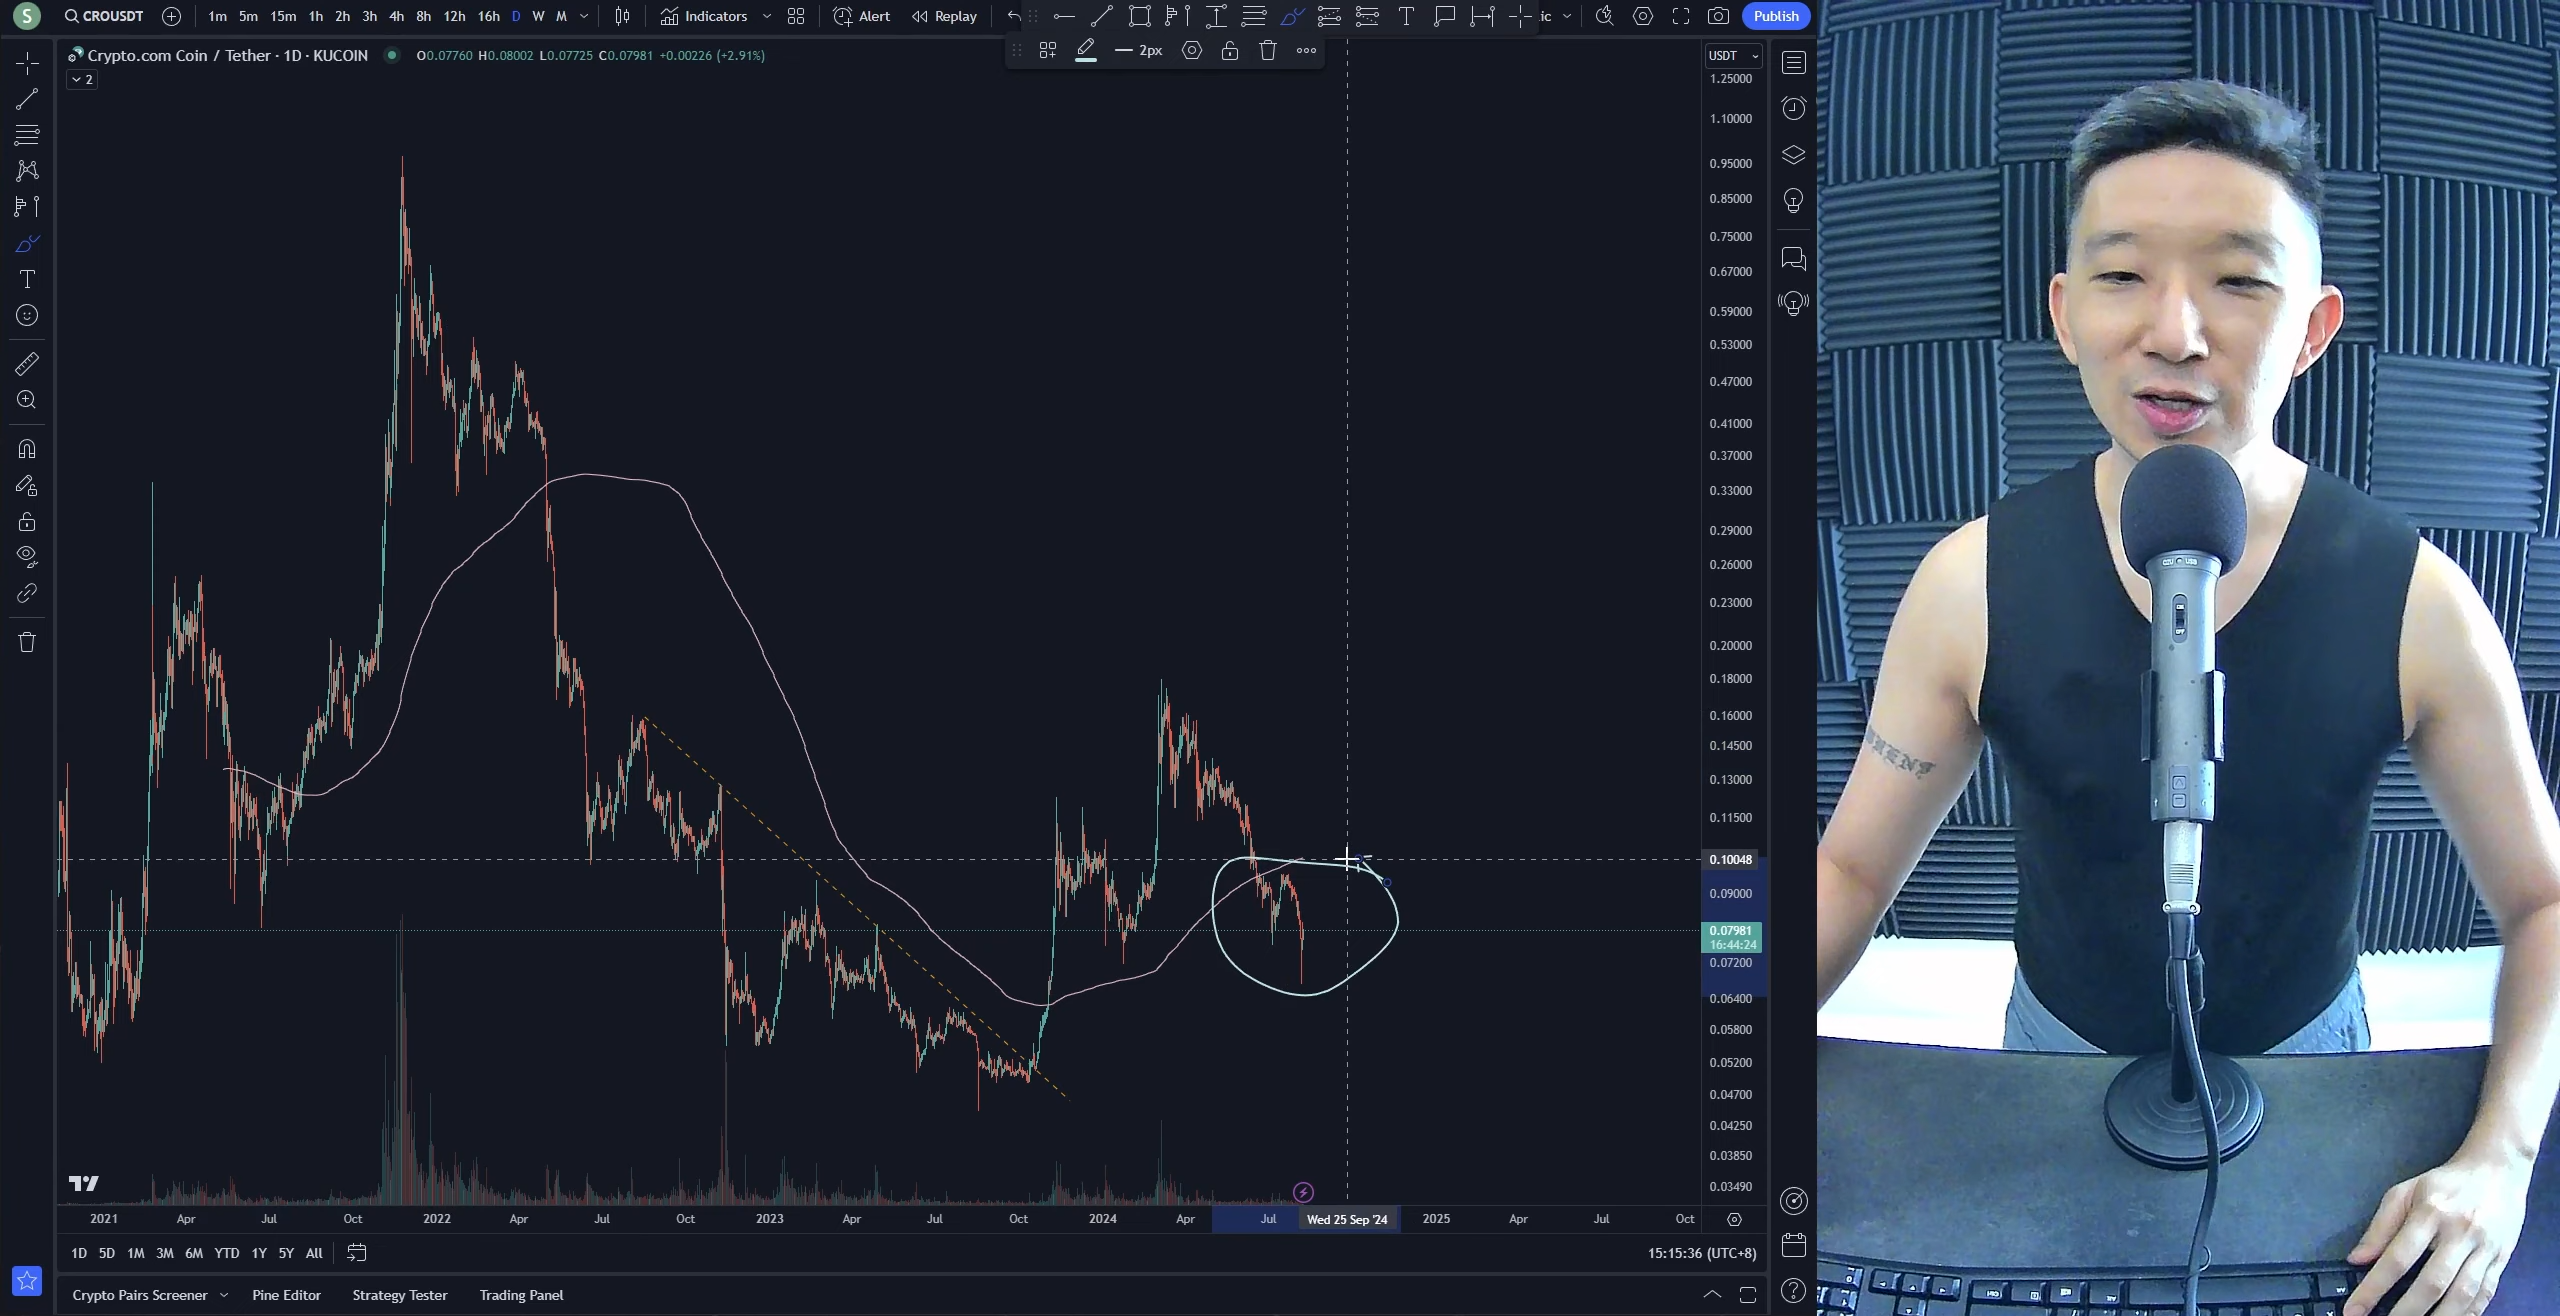 S
CROUSDT
1m 5m 15m 1h 2h 3h 4h 8h 12h 16h D W M
Indicators
Alert
Replay
ic
Publish
Crypto.com Coin / Tether · 1D · KUCOIN
O0.07760 H0.08002 L0.07725 C0.07981 +0.00226 (+2.91%)
2px
USDT
2
1.25000
1.10000
0.95000
0.85000
0.75000
0.67000
0.59000
0.53000
0.47000
0.41000
0.37000
0.33000
0.29000
0.26000
0.23000
0.20000
0.18000
0.16000
0.14500
0.13000
0.11500
0.10048
0.09000
0.07981
16:44:24
0.07200
0.06400
0.05800
0.05200
0.04700
0.04250
0.03850
0.03490
2021 Apr Jul Oct 2022 Apr Jul Oct 2023 Apr Jul Oct 2024 Apr Jul Wed 25 Sep '24 2025 Apr Jul Oct
1D 5D 1M 3M 6M YTD 1Y 5Y All
15:15:36 (UTC+8)
Crypto Pairs Screener Pine Editor Strategy Tester Trading Panel